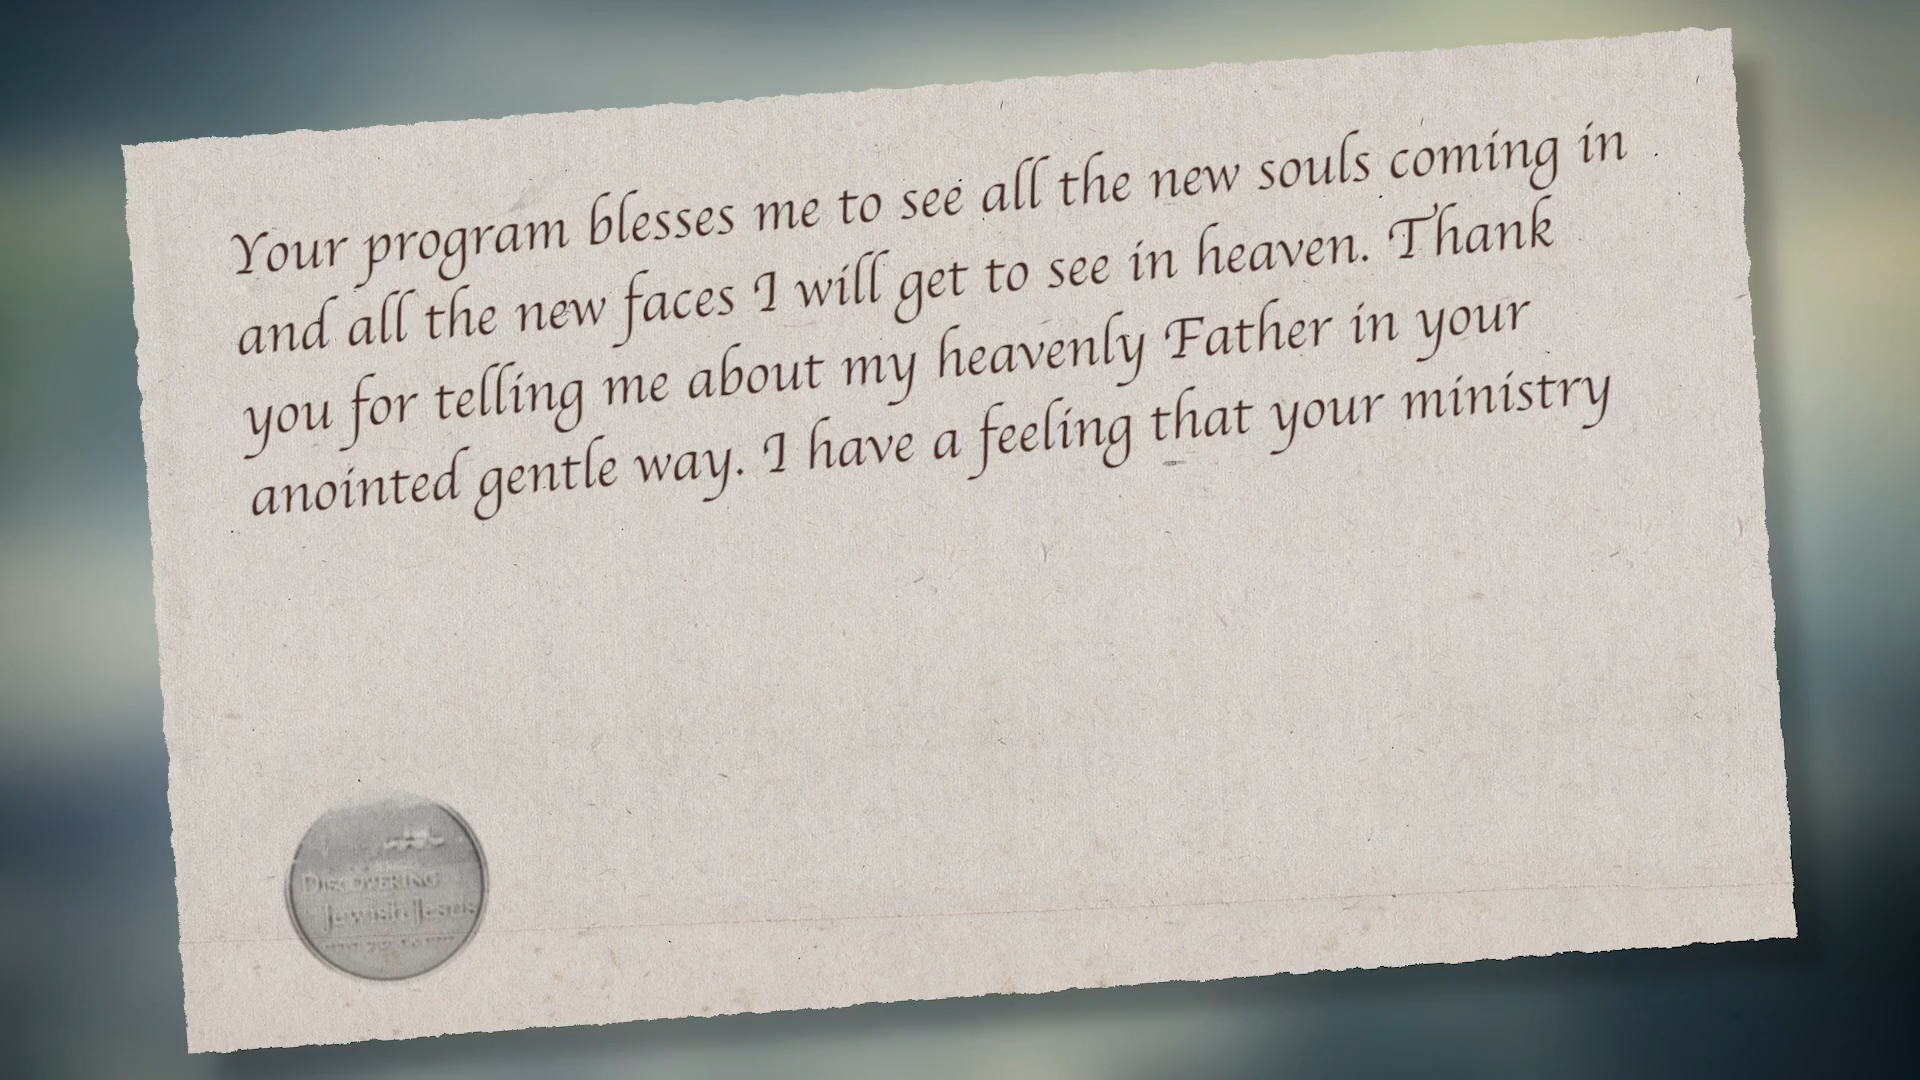 Your program blesses me to see all the new souls coming in
and all the new faces I will get to see in heaven. Thank
you for telling me about my heavenly Father in your
anointed gentle way. I have a feeling that your ministry
Discovering
Jewish Jesus